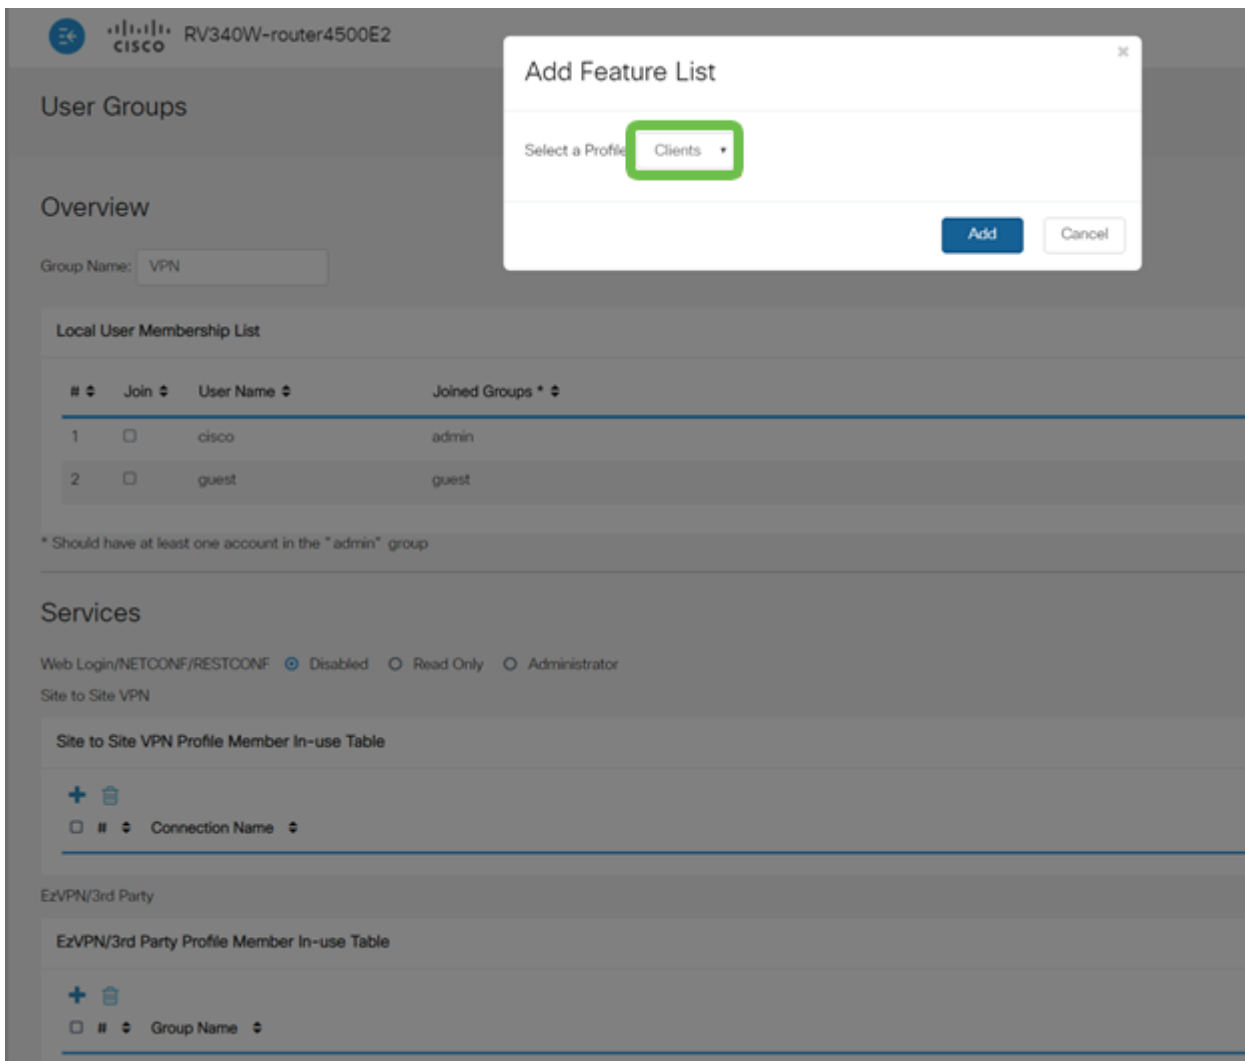 CISCO RV340W-router4500E2
User Groups
Add Feature List
Select a Profile Clients
Add Cancel
Overview
Group Name: VPN
Local User Membership List
# Join User Name Joined Groups *
1 cisco admin
2 guest guest
* Should have at least one account in the "admin" group
Services
Web Login/NETCONF/RESTCONF Disabled Read Only Administrator
Site to Site VPN
Site to Site VPN Profile Member In-use Table
# Connection Name
EzVPN/3rd Party
EzVPN/3rd Party Profile Member In-use Table
# Group Name